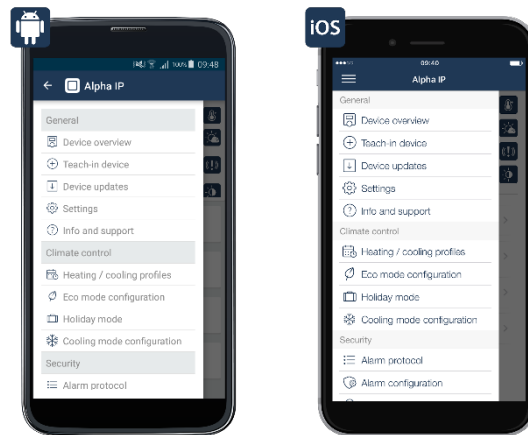 iOS
100% 09:48
Alpha IP
General
Device overview
Teach-in device
Device updates
Settings
Info and support
Climate control
Heating / cooling profiles
Eco mode configuration
Holiday mode
Cooling mode configuration
Security
Alarm protocol
09:40
Alpha IP
General
Device overview
Teach-in device
Device updates
Settings
Info and support
Climate control
Heating / cooling profiles
Eco mode configuration
Holiday mode
Cooling mode configuration
Security
Alarm protocol
Alarm configuration